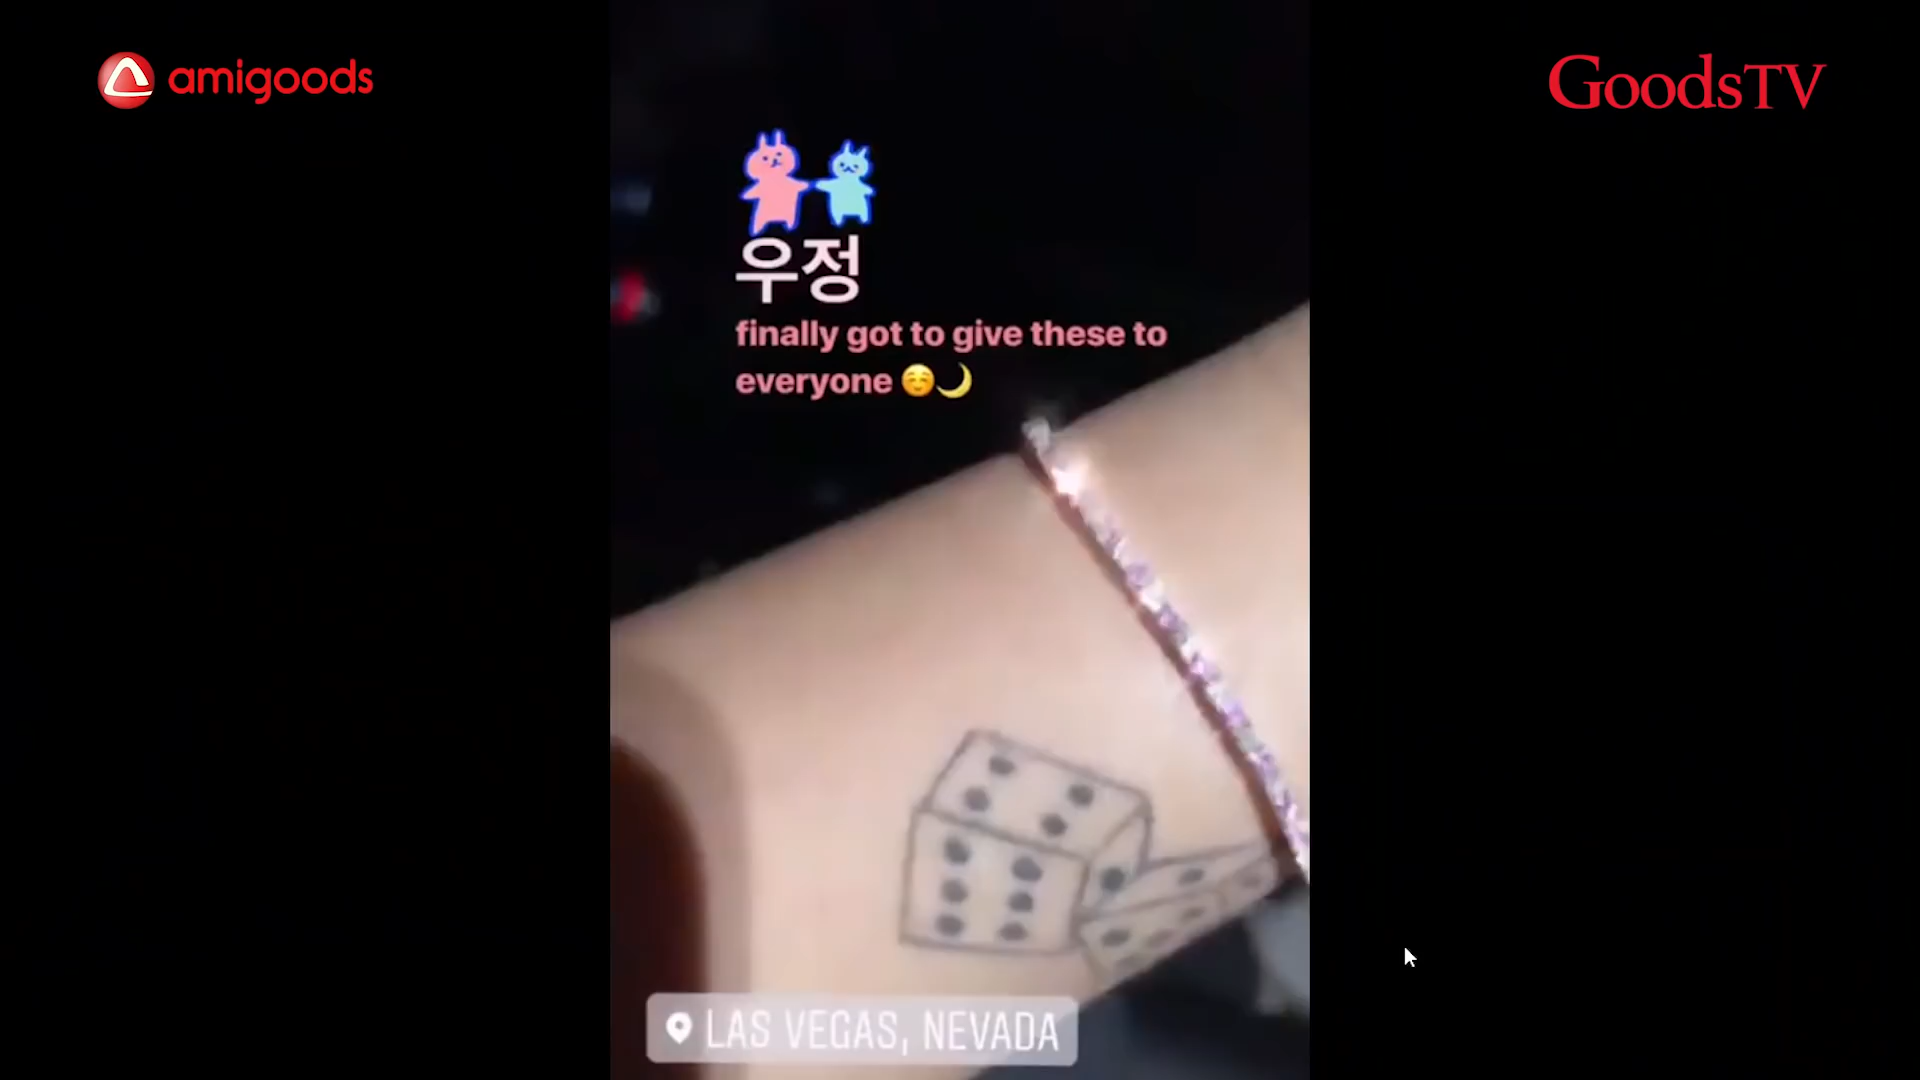 amigoods
GoodsTV
우정
finally got to give these to
everyone ☺️🌙
LAS VEGAS, NEVADA